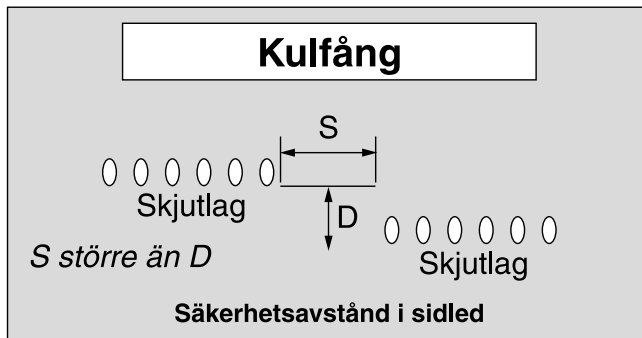 Kulfång
S
Skjutlag
D
S större än D
Skjutlag
Säkerhetsavstånd i sidled